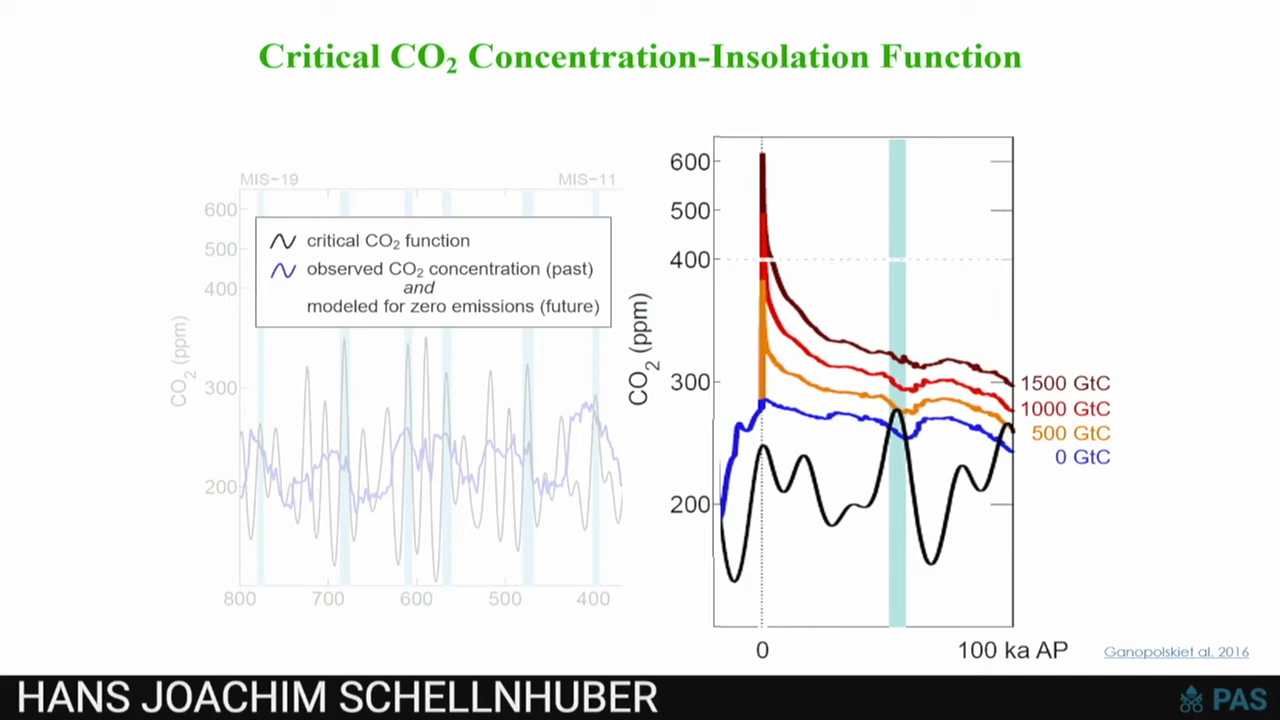 Critical CO₂ Concentration-Insolation Function
MIS−19
MIS−11
600
500
400
300
200
CO₂ (ppm)
critical CO₂ function
observed CO₂ concentration (past)
and
modeled for zero emissions (future)
800
700
600
500
400
600
500
400
300
200
CO₂ (ppm)
1500 GtC
1000 GtC
500 GtC
0 GtC
0
100 ka AP
Ganopolskiet al, 2016
HANS JOACHIM SCHELLNHUBER
PAS